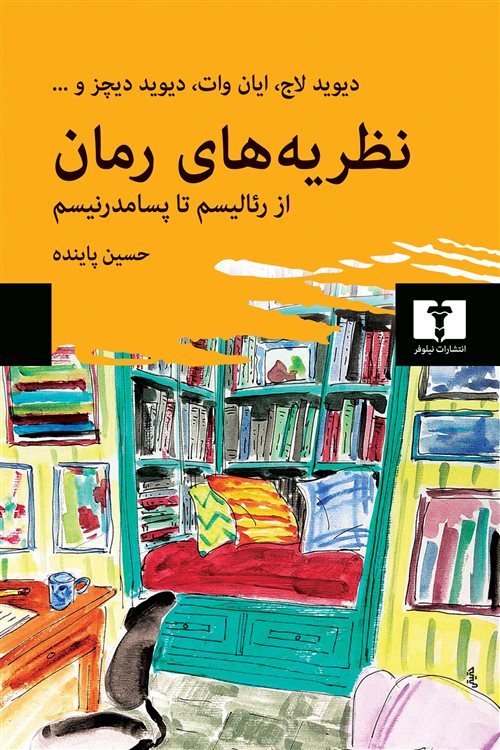 دیوید لاج، ایان وات، دیوید دیچز و ...
نظریه‌های رمان
از رئالیسم تا پسامدرنیسم
حسین پاینده
انتشارات نیلوفر